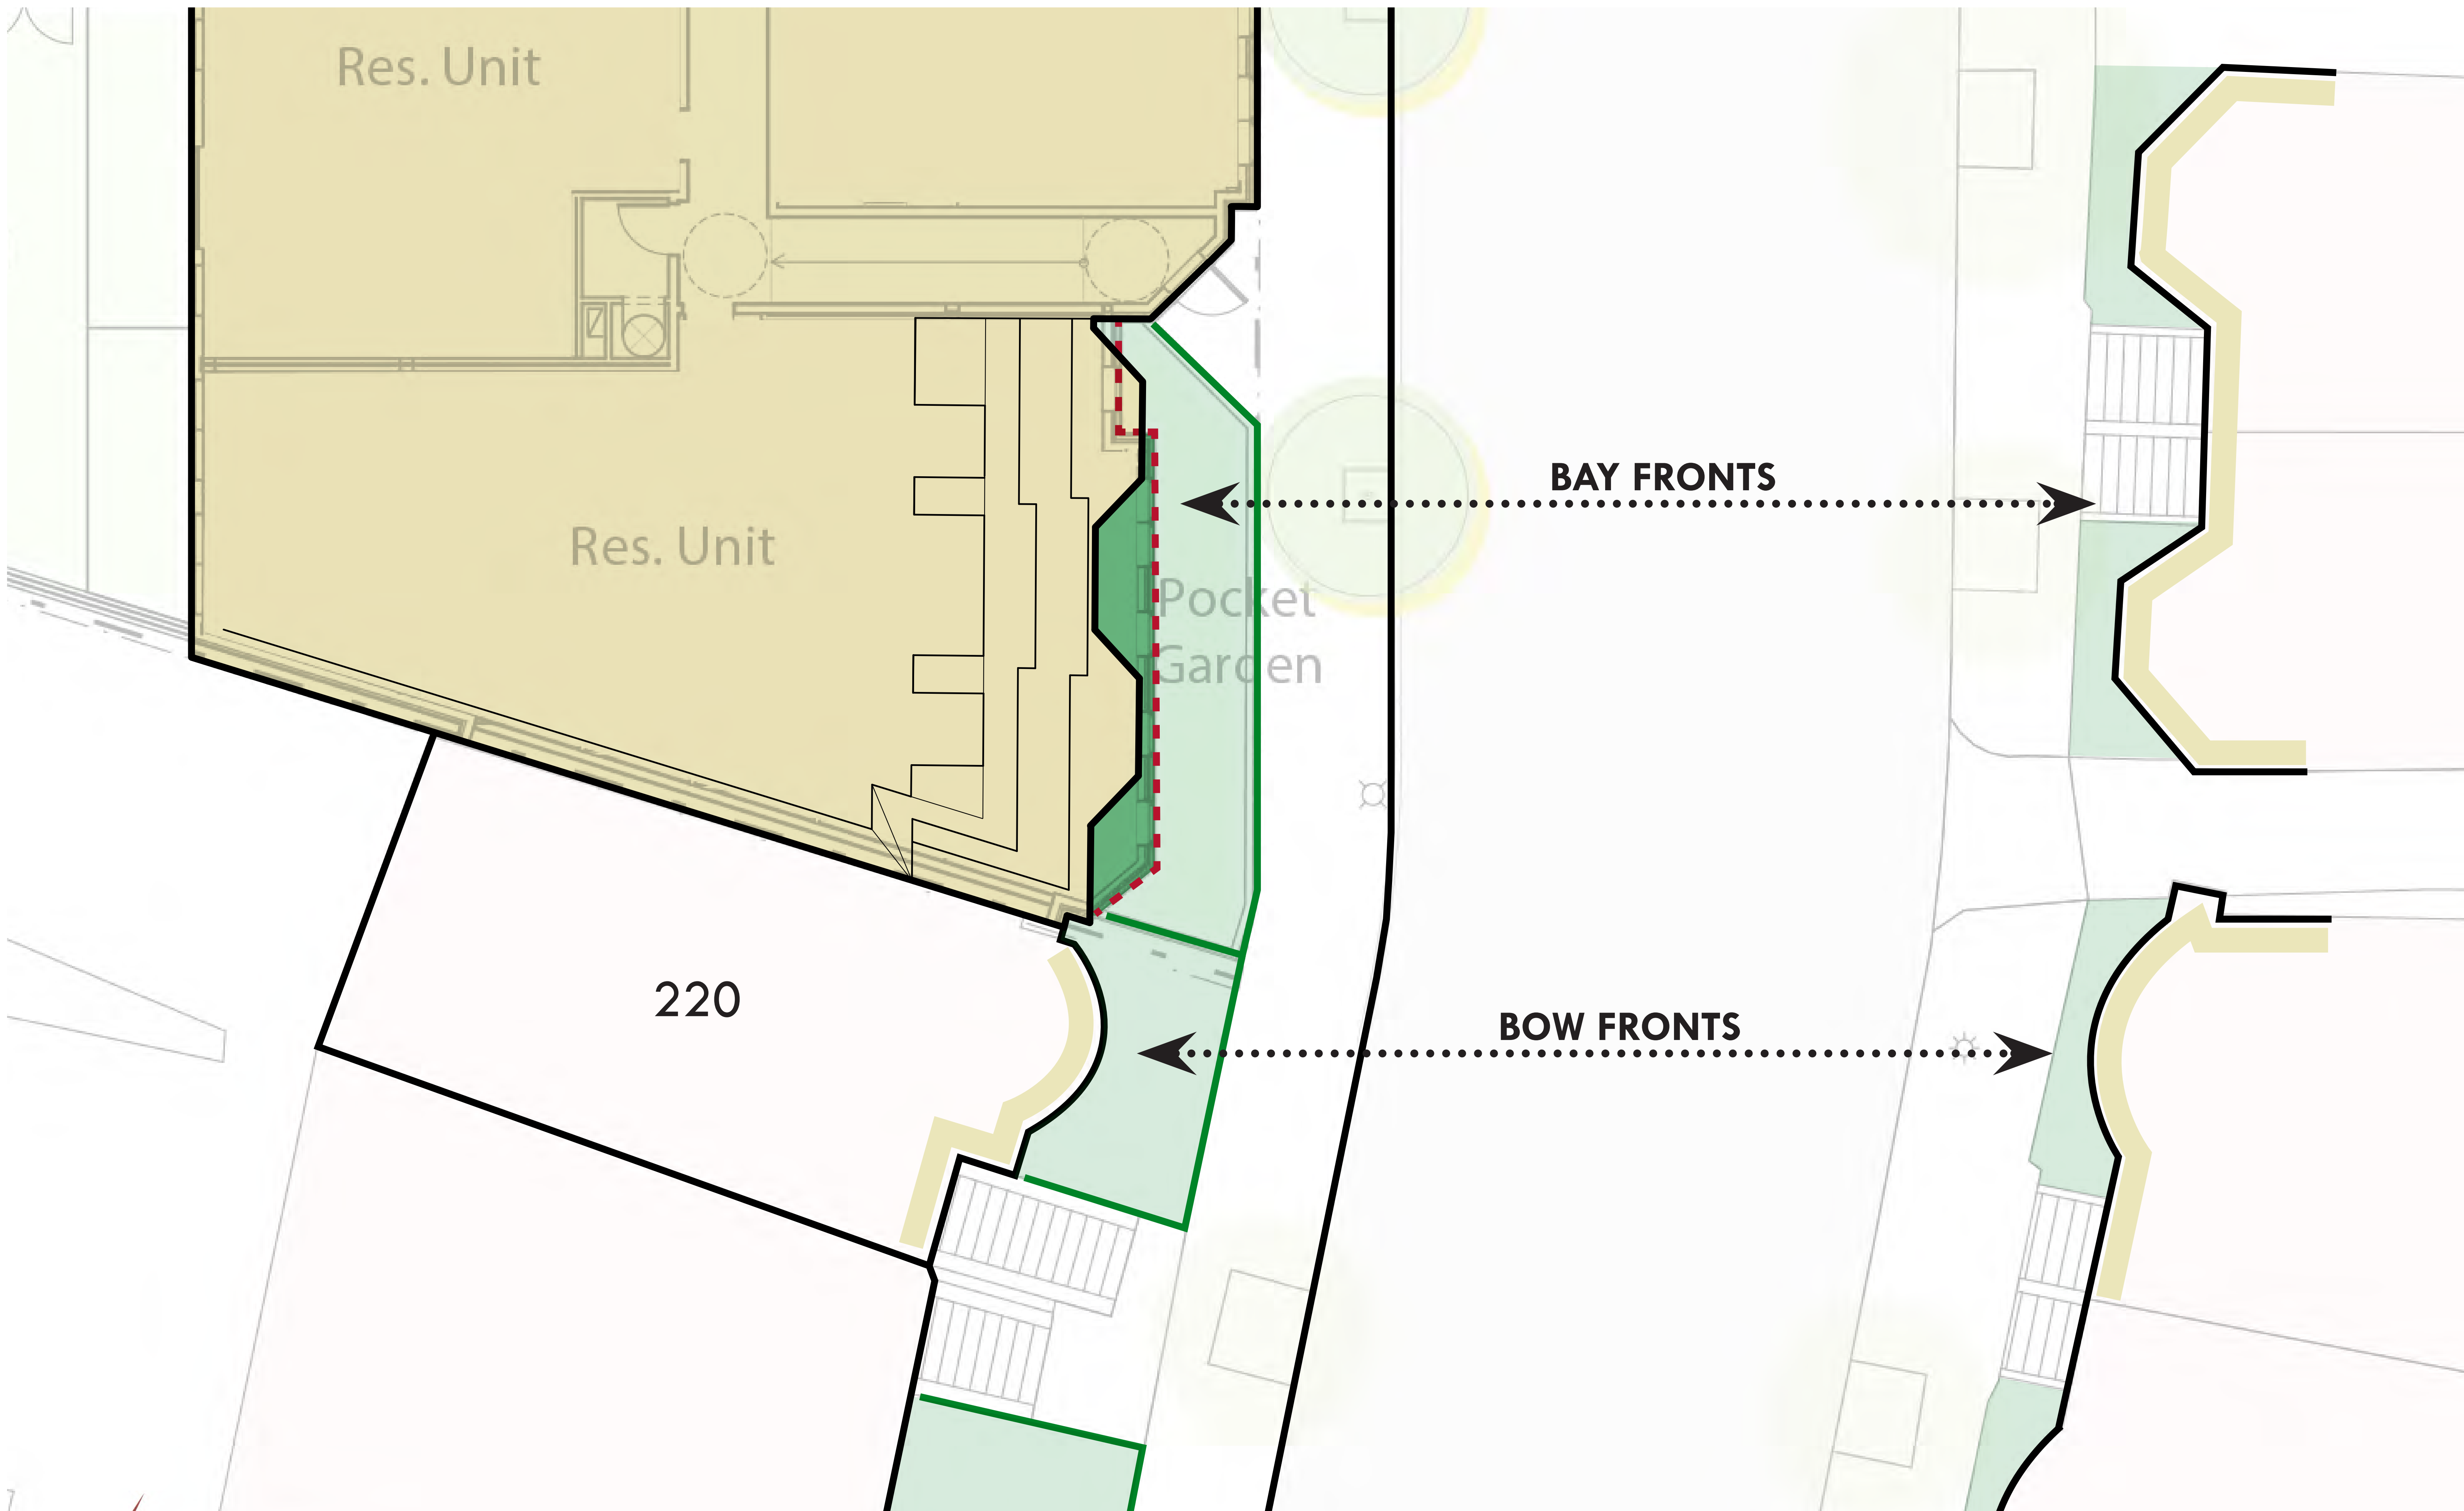 Res. Unit
BAY FRONTS
Res. Unit
Pocket
Garden
220
BOW FRONTS